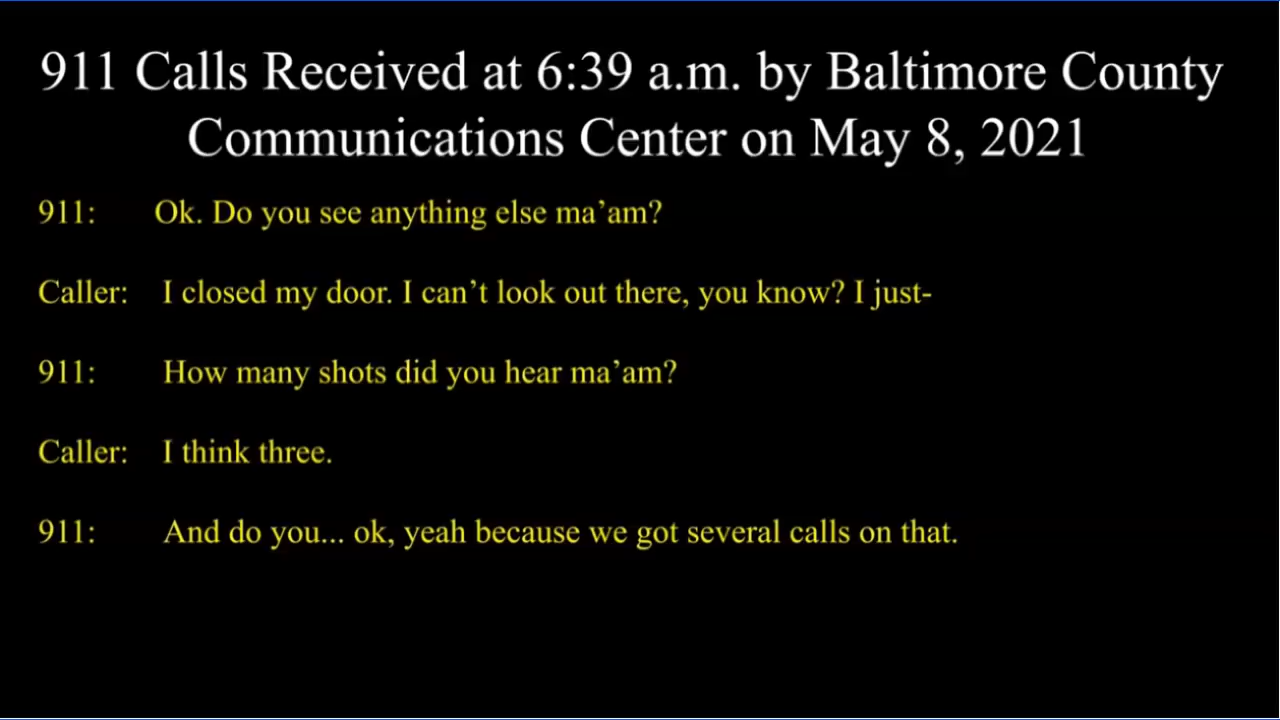 911 Calls Received at 6:39 a.m. by Baltimore County
Communications Center on May 8, 2021
911: Ok. Do you see anything else ma’am?
Caller: I closed my door. I can’t look out there, you know? I just-
911: How many shots did you hear ma’am?
Caller: I think three.
911: And do you... ok, yeah because we got several calls on that.